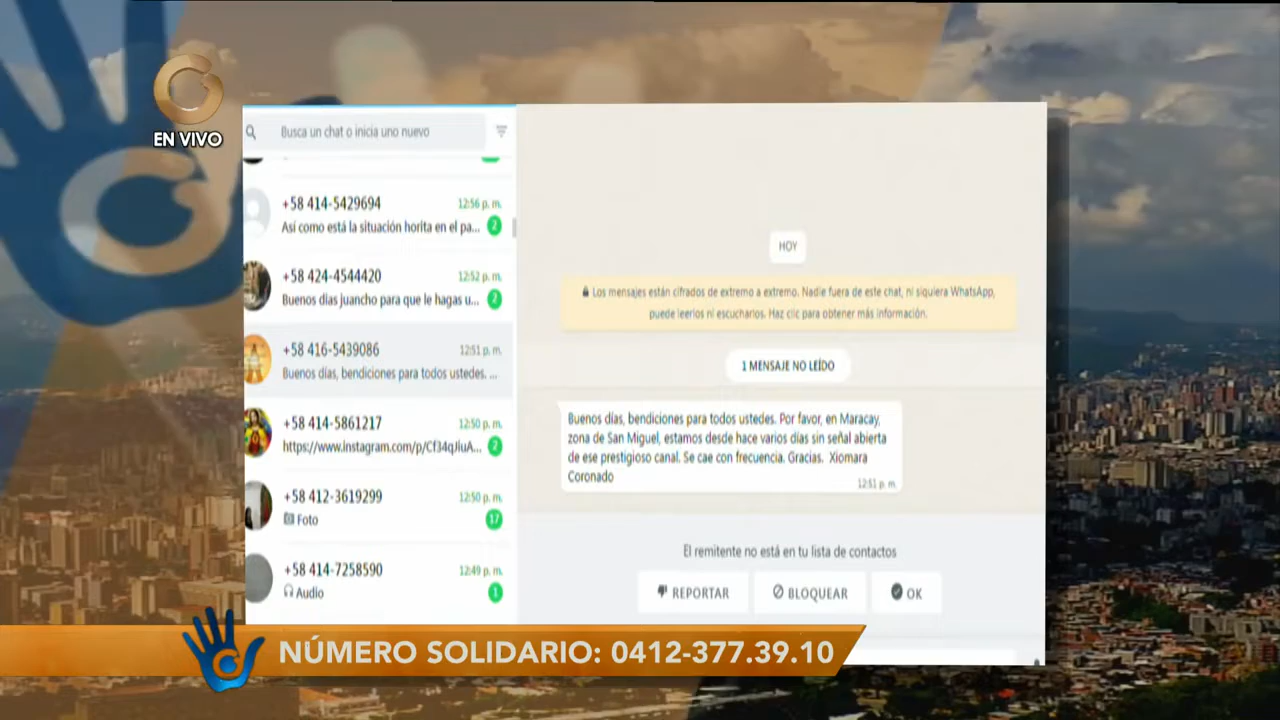 EN VIVO
Busca un chat o inicia uno nuevo
+58 414-5429694
12:56 p. m.
Así como está la situación horita en el pa...
2
+58 424-4544420
12:52 p. m.
Buenos días juancho para que le hagas u...
2
+58 416-5439086
12:51 p. m.
Buenos días, bendiciones para todos ustedes. ...
+58 414-5861217
12:50 p. m.
https://www.instagram.com/p/Cf34qJiuA...
2
+58 412-3619299
12:50 p. m.
Foto
17
+58 414-7258590
12:49 p. m.
Audio
1
HOY
Los mensajes están cifrados de extremo a extremo. Nadie fuera de este chat, ni siquiera WhatsApp,
puede leerlos ni escucharlos. Haz clic para obtener más información.
1 MENSAJE NO LEÍDO
Buenos días, bendiciones para todos ustedes. Por favor, en Maracay,
zona de San Miguel, estamos desde hace varios días sin señal abierta
de ese prestigioso canal. Se cae con frecuencia. Gracias. Xiomara
Coronado
12:51 p. m.
El remitente no está en tu lista de contactos
REPORTAR
BLOQUEAR
OK
NÚMERO SOLIDARIO: 0412-377.39.10